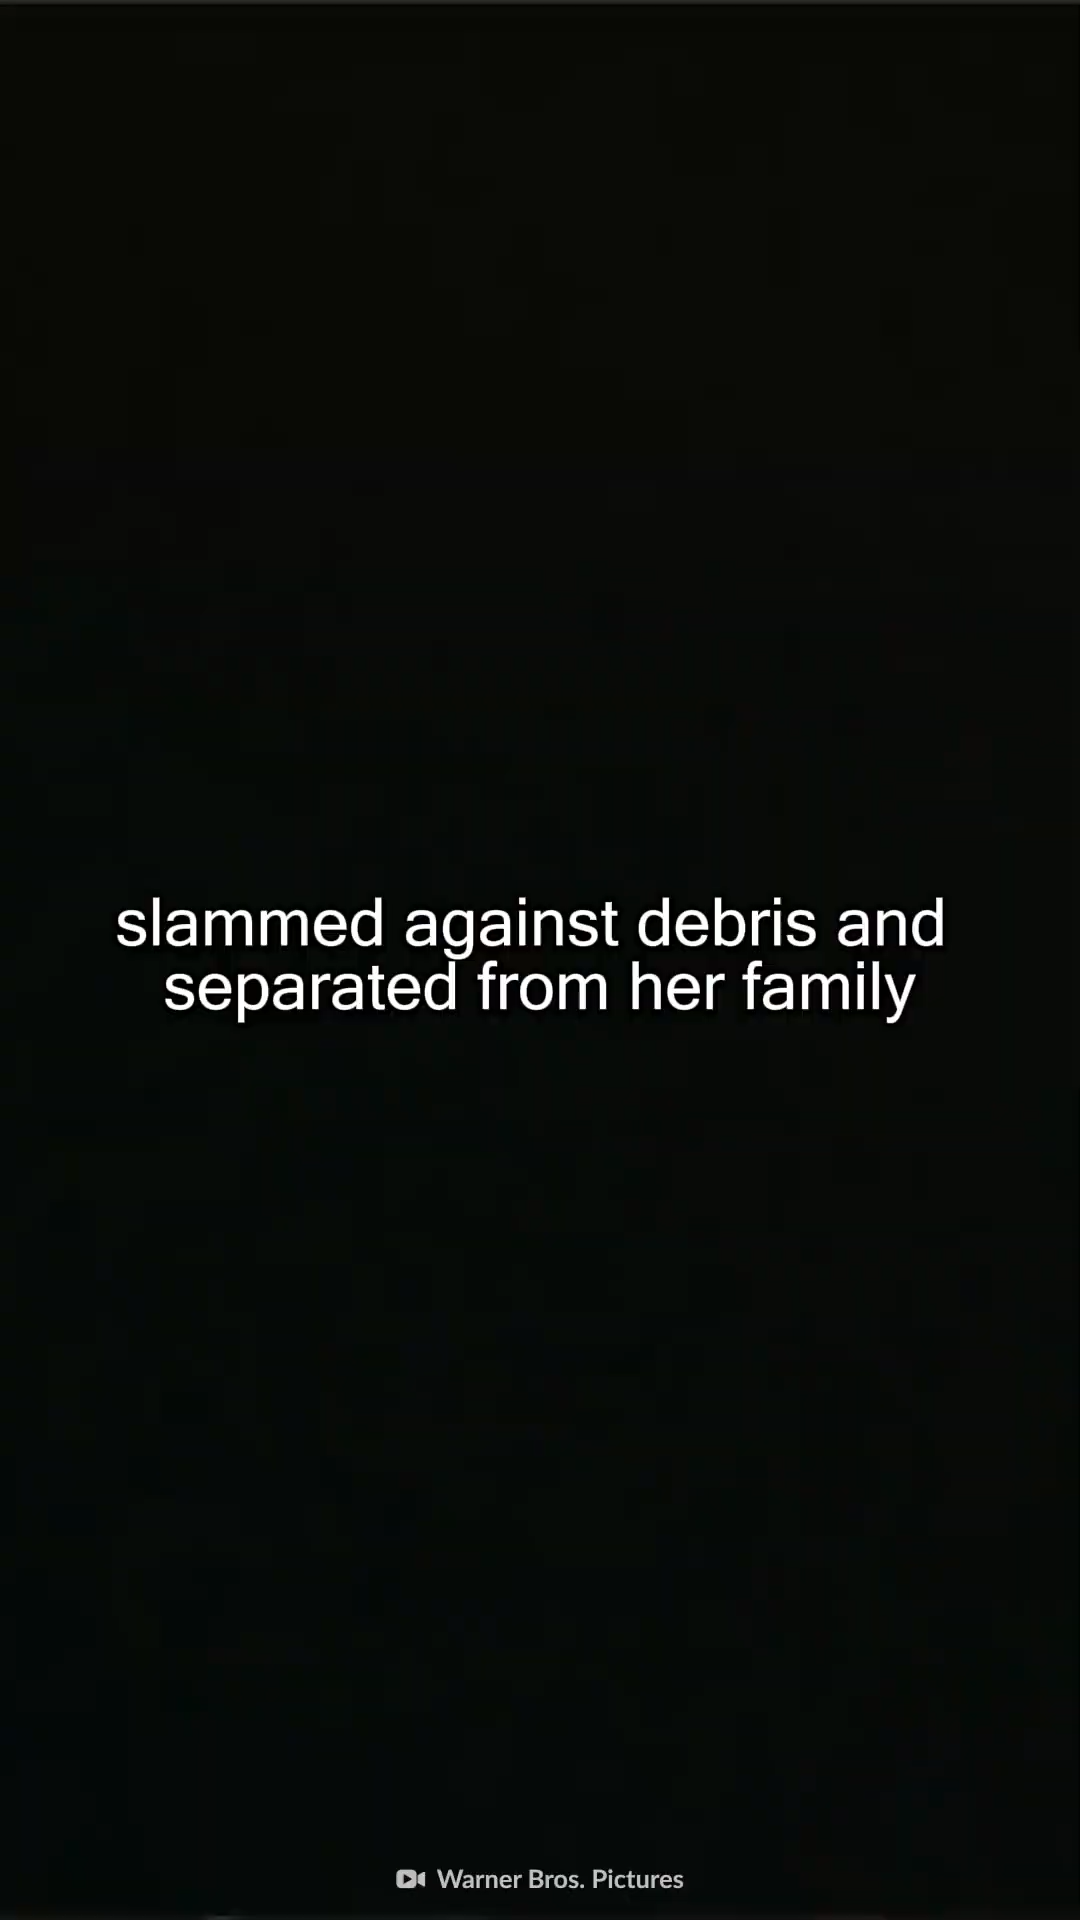 slammed against debris and
separated from her family
Warner Bros. Pictures